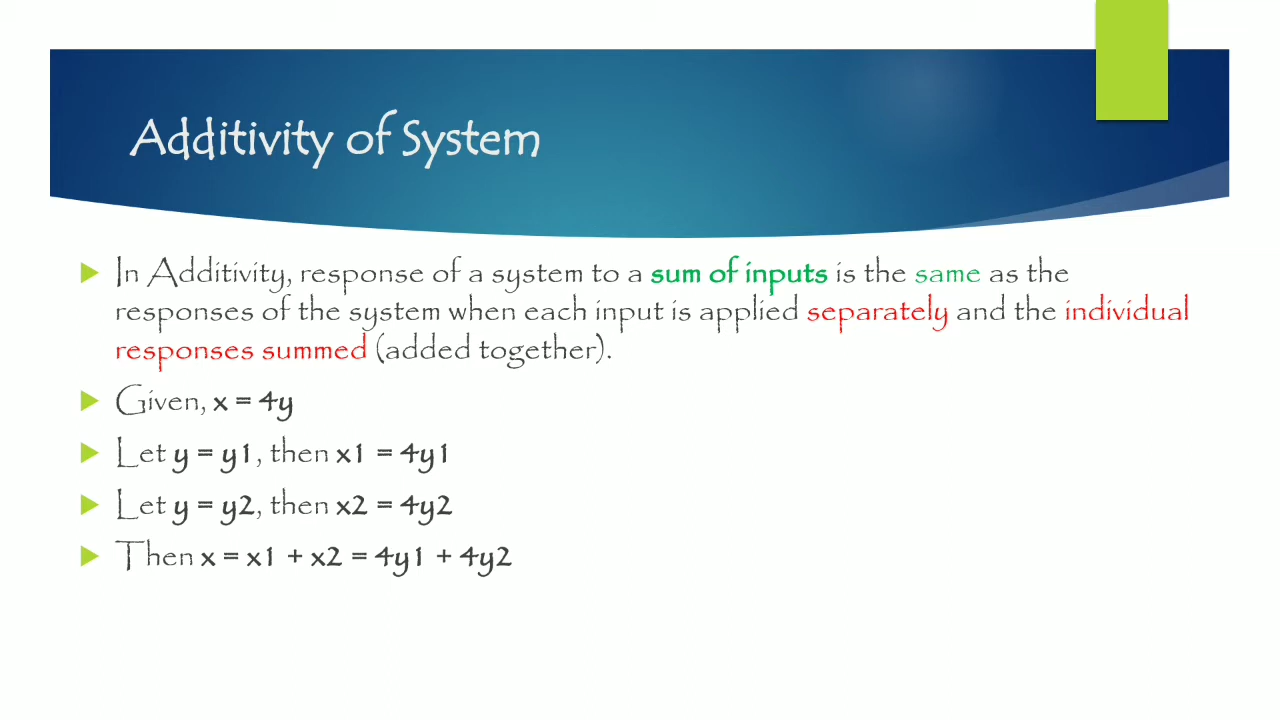 Additivity of System
In Additivity, response of a system to a sum of inputs is the same as the
responses of the system when each input is applied separately and the individual
responses summed (added together).
Given, x = 4y
Let y = y1, then x1 = 4y1
Let y = y2, then x2 = 4y2
Then x = x1 + x2 = 4y1 + 4y2